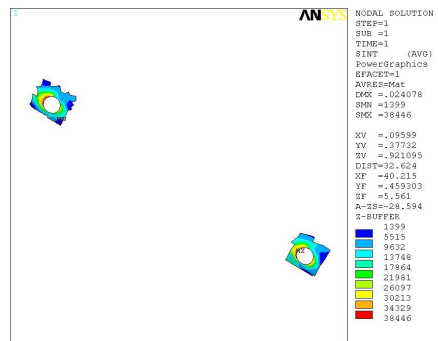 1
ANSYS
NODAL SOLUTION
STEP=1
SUB =1
TIME=1
SINT (AVG)
PowerGraphics
EFACET=1
AVRES=Mat
DMX =.024078
SMN =1399
SMX =38446
XV =.09599
YV =.37732
ZV =.921095
DIST=32.624
XF =40.215
YF =.459303
ZF =5.561
A-ZS=-28.594
Z-BUFFER
1399
5515
9632
13748
17864
21981
26097
30213
34329
38446
MN
MX